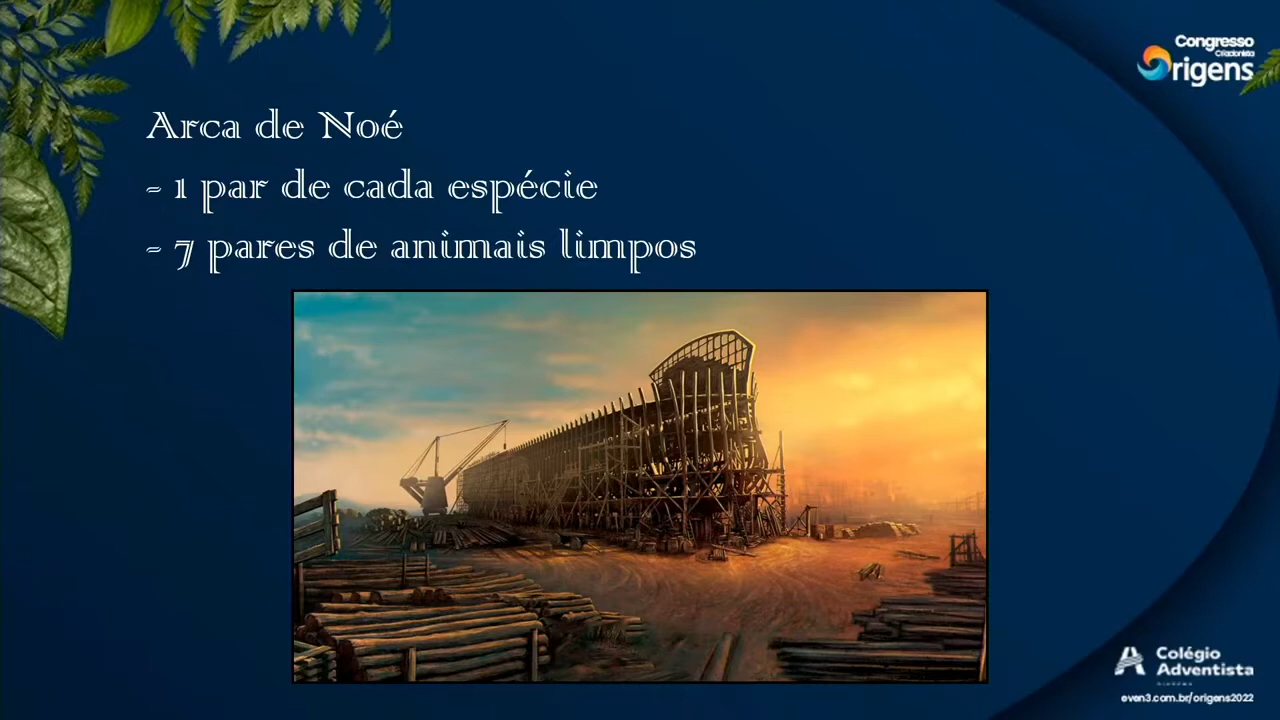 Congresso
Criacionista
Origens
Arca de Noé
- 1 par de cada espécie
- 7 pares de animais limpos
Colégio
Adventista
even3.com.br/origens2022